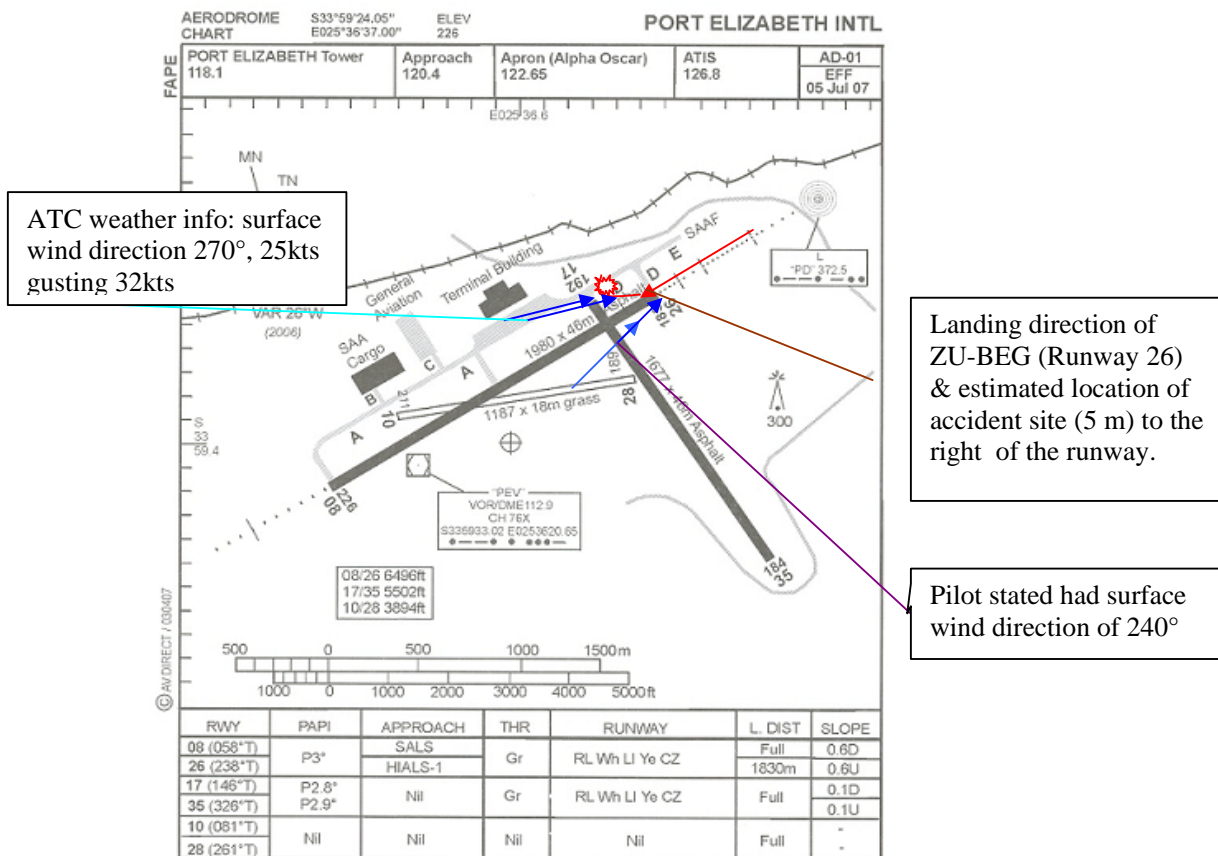 AERODROME CHART
S33°59'24.05"
E025°36'37.00"
ELEV
226
PORT ELIZABETH INTL
FAPE
PORT ELIZABETH Tower
118.1
Approach
120.4
Apron (Alpha Oscar)
122.65
ATIS
126.8
AD-01
EFF
05 Jul 07
E025 36.6
MN
TN
VAR 26°W
(2006)
ATC weather info: surface
wind direction 270°, 25kts
gusting 32kts
General
Aviation
Terminal Building
SAA
Cargo
SAAF
17
192
E
D
C
A
B
A
26
1980 x 46m Asphalt
189
1677 x 46m Asphalt
211
10
1187 x 18m grass
28
L
"PD" 372.5
300
S
33
59.4
226
08
"PEV"
VOR/DME112.9
CH 76X
S335933.02 E0253620.65
184
35
Landing direction of
ZU-BEG (Runway 26)
& estimated location of
accident site (5 m) to the
right of the runway.
Pilot stated had surface
wind direction of 240°
08/26 6496ft
17/35 5502ft
10/28 3894ft
500 0 500 1000 1500m
1000 0 1000 2000 3000 4000 5000ft
© AV DIRECT / 030407
RWY PAPI APPROACH THR RUNWAY L. DIST SLOPE
08 (058°T) P3° SALS Gr RL Wh LI Ye CZ Full 0.6D
26 (238°T) HIALS-1 1830m 0.6U
17 (146°T) P2.8° Nil Gr RL Wh LI Ye CZ Full 0.1D
35 (326°T) P2.9° 0.1U
10 (081°T) Nil Nil Nil Nil Full -
28 (261°T) -